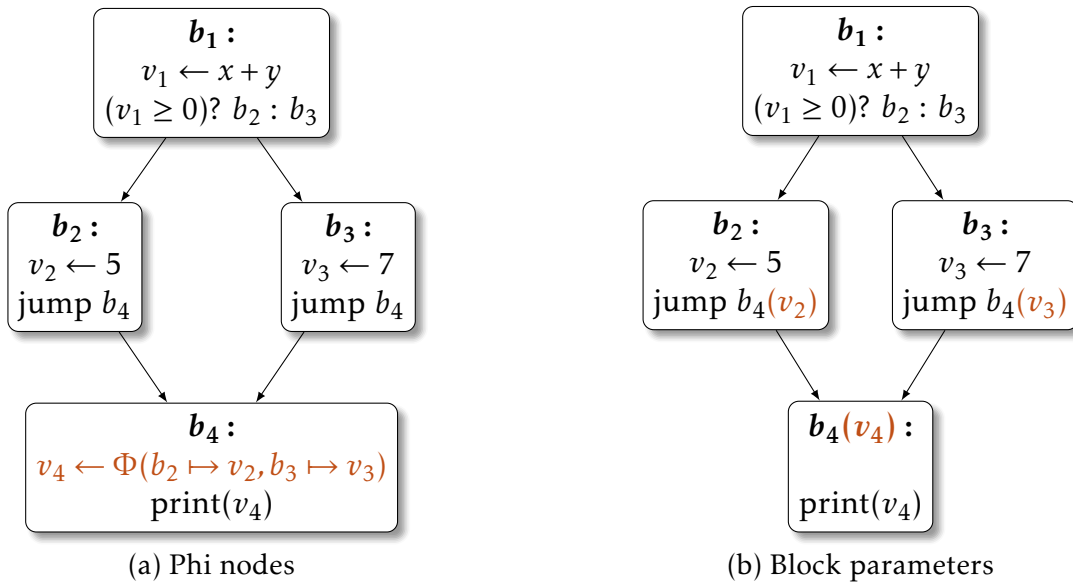 b₁ :
v₁ ← x + y
(v₁ ≥ 0)? b₂ : b₃
b₂ :
v₂ ← 5
jump b₄
b₃ :
v₃ ← 7
jump b₄
b₄ :
v₄ ← Φ(b₂ ↦ v₂, b₃ ↦ v₃)
print(v₄)
(a) Phi nodes
b₁ :
v₁ ← x + y
(v₁ ≥ 0)? b₂ : b₃
b₂ :
v₂ ← 5
jump b₄(v₂)
b₃ :
v₃ ← 7
jump b₄(v₃)
b₄(v₄) :
print(v₄)
(b) Block parameters